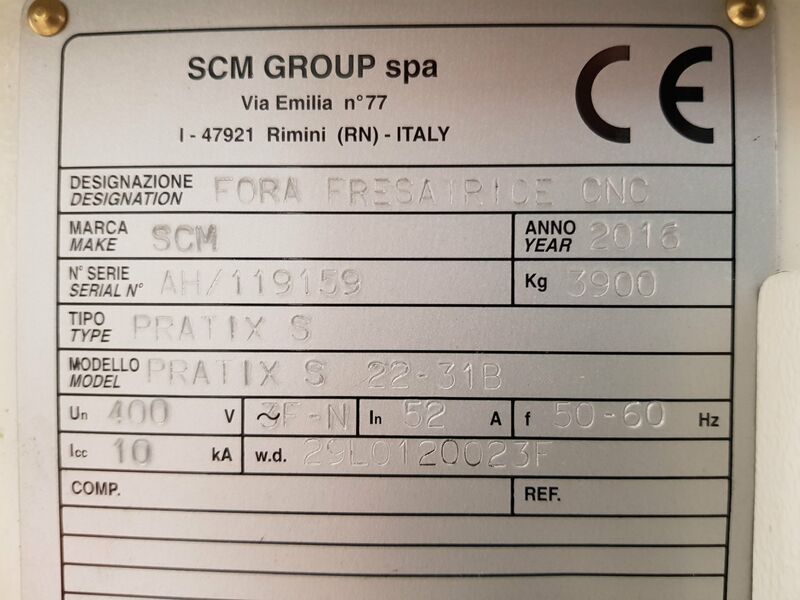 SCM GROUP spa
Via Emilia n°77
I - 47921 Rimini (RN) - ITALY
CE
DESIGNAZIONE FORA FRESATRICE CNC
DESIGNATION
MARCA SCM ANNO 2016
MAKE YEAR
N° SERIE AH/119159 Kg 3900
SERIAL N°
TIPO PRATIX S
TYPE
MODELLO PRATIX S 22-31B
MODEL
Un 400 V ~ 3F-N In 52 A f 50-60 Hz
Icc 10 kA w.d. 29L0120023F
COMP. REF.